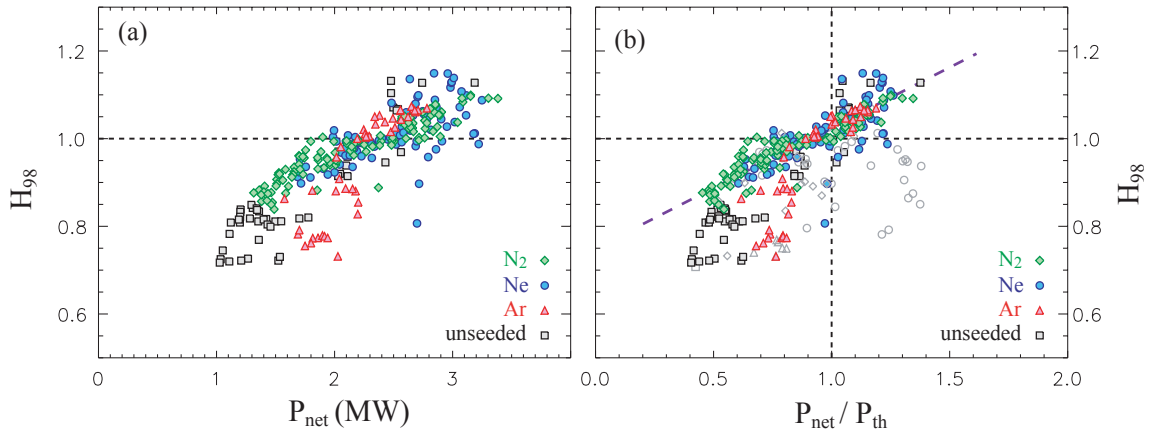 (a)
H98
1.2
1.0
0.8
0.6
N2
Ne
Ar
unseeded
0 1 2 3
Pnet (MW)
(b)
H98
1.2
1.0
0.8
0.6
N2
Ne
Ar
unseeded
0.0 0.5 1.0 1.5 2.0
Pnet / Pth